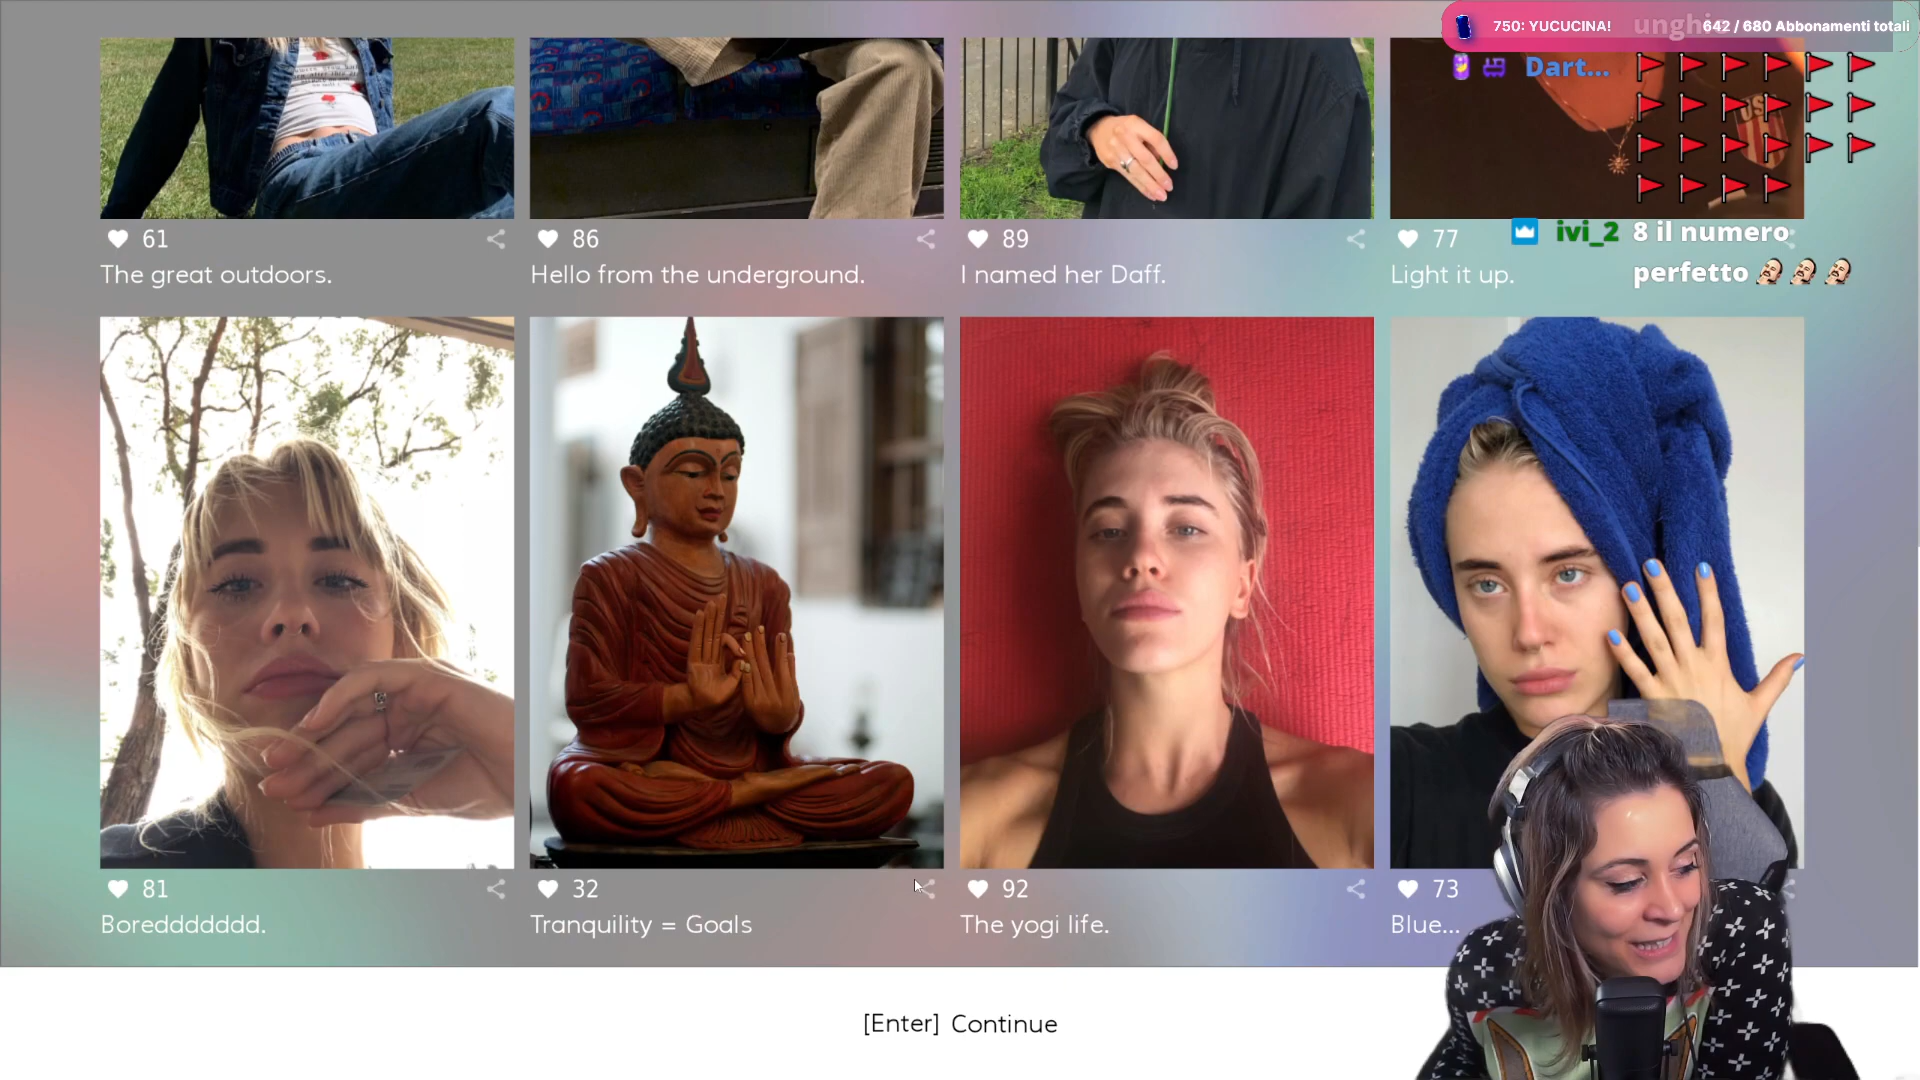 750: YUCUCINA!
642 / 680 Abbonamenti totali
Dart...
61
The great outdoors.
86
Hello from the underground.
89
I named her Daff.
77
Light it up.
ivi_2 8 il numero
perfetto
81
Boreddddddd.
32
Tranquility = Goals
92
The yogi life.
73
Blue...
[Enter] Continue